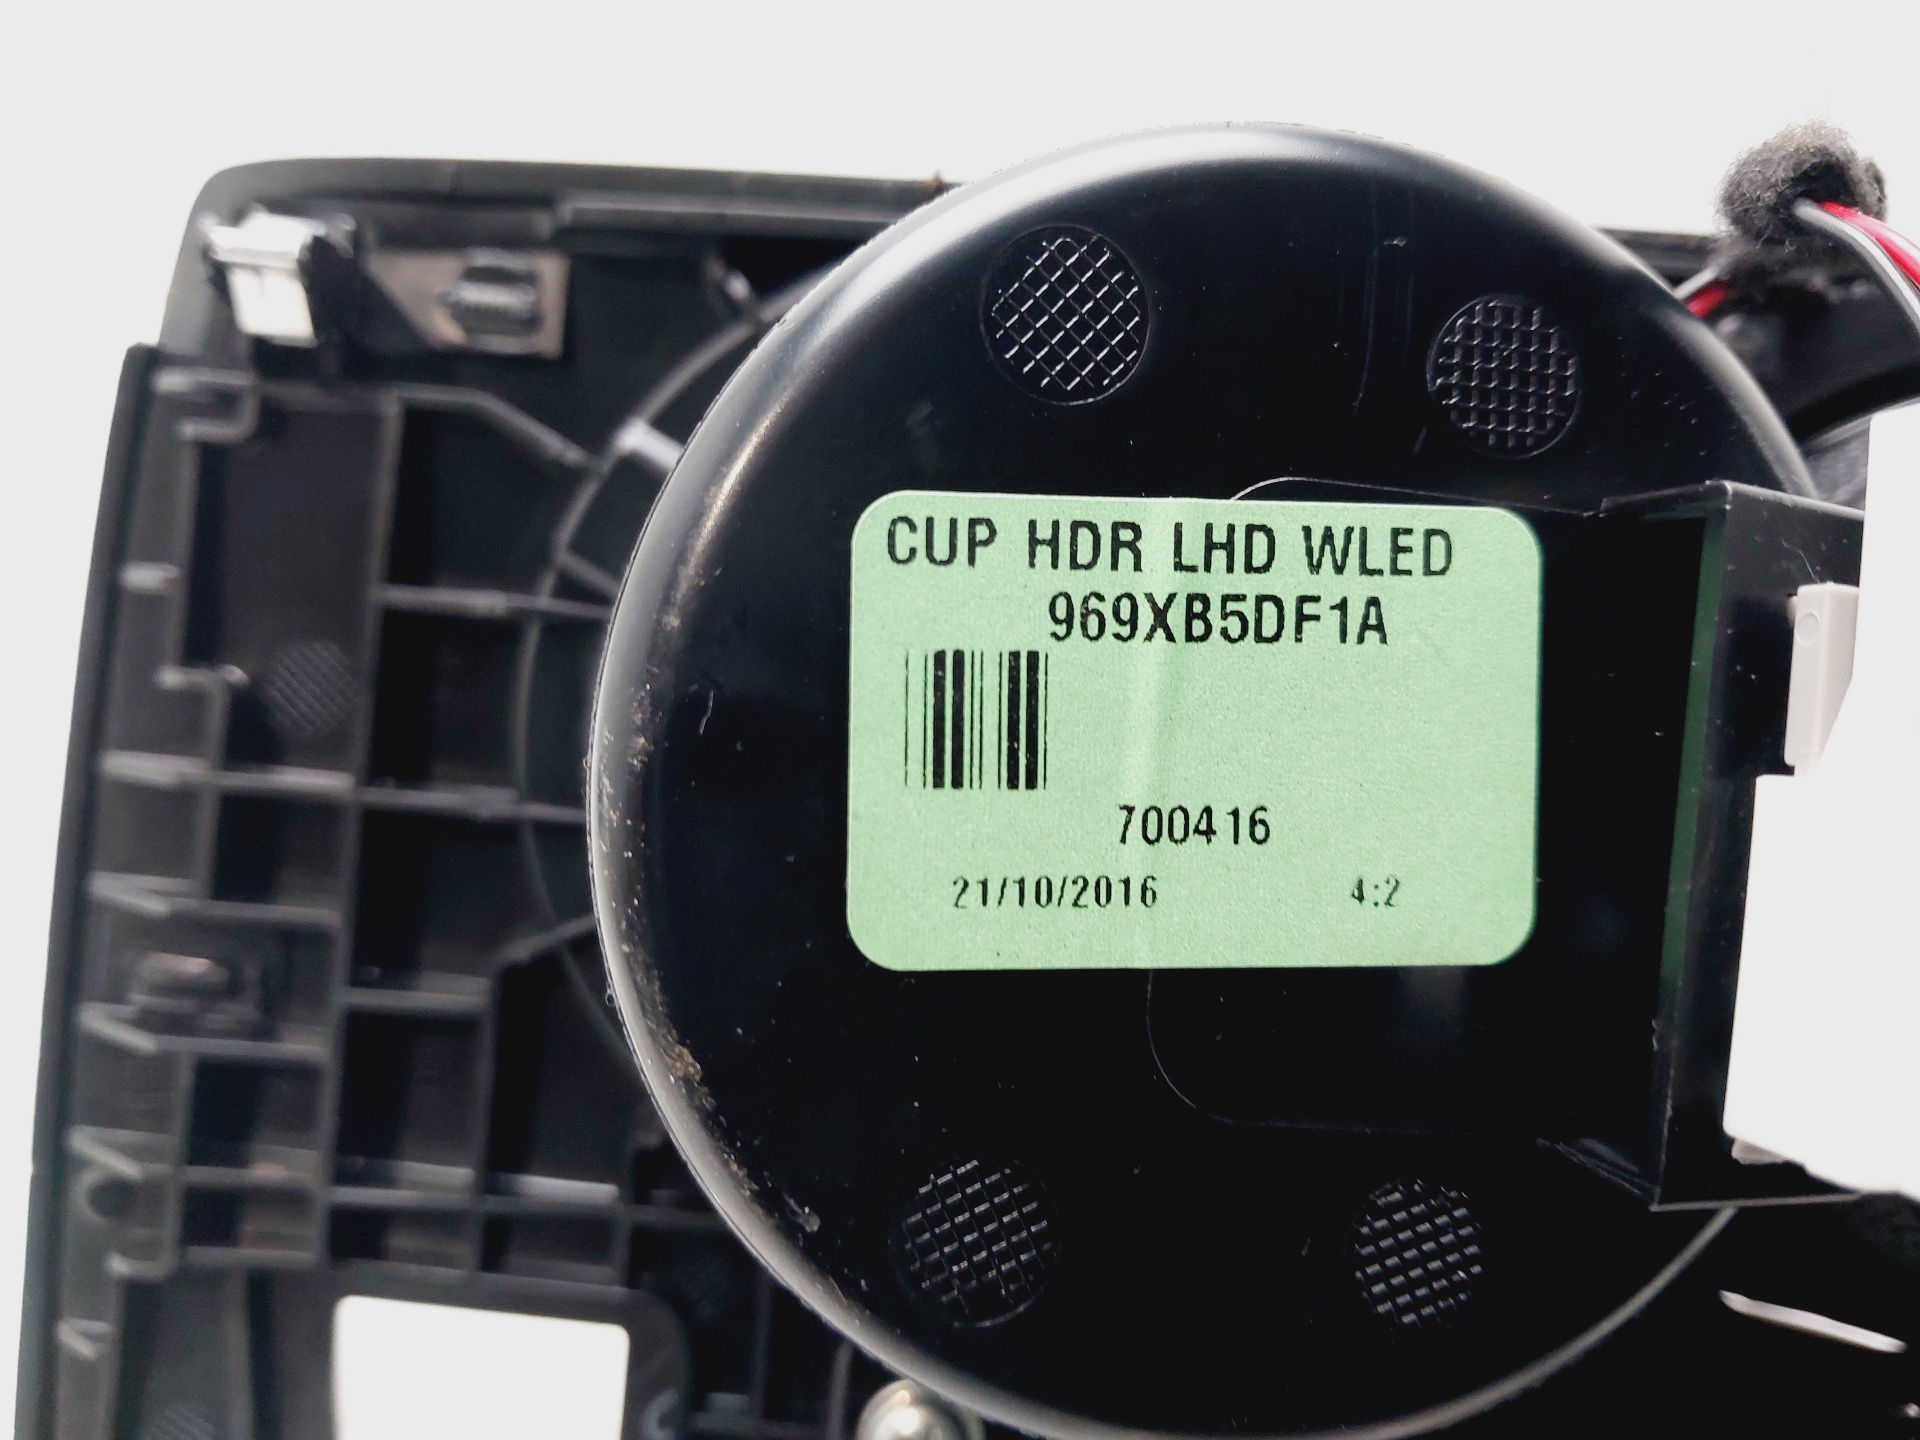 CUP HDR LHD WLED
969XB5DF1A
700416
21/10/2016 4:2